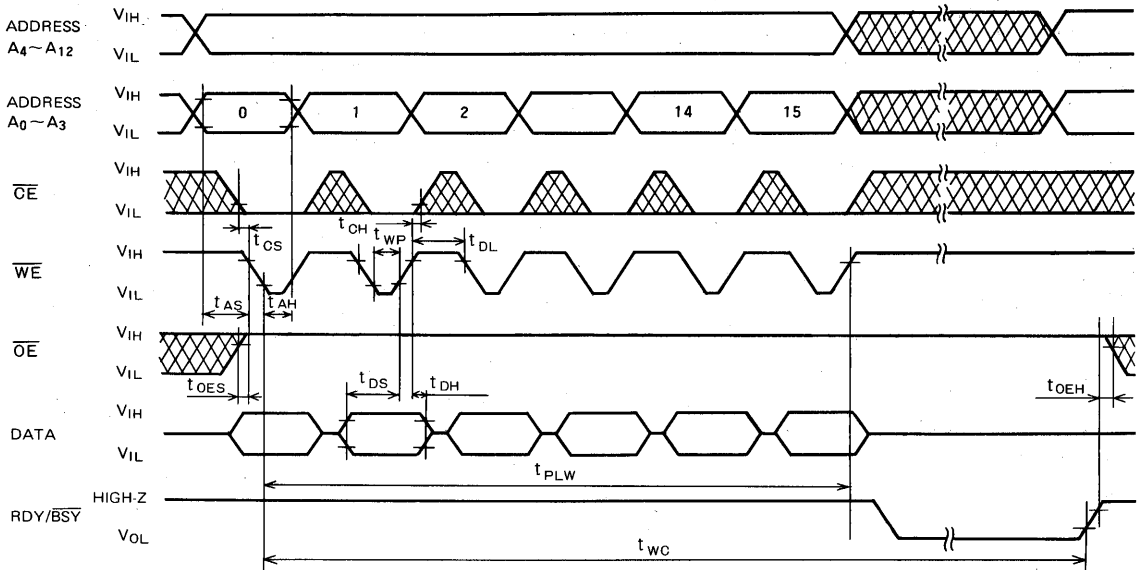 ADDRESS A4~A12 VIH VIL
ADDRESS A0~A3 VIH VIL 0 1 2 14 15
CE VIH VIL
tCS tCH tWP tDL
WE VIH VIL
tAS tAH
OE VIH VIL
tOES tDS tDH tOEH
DATA VIH VIL
tPLW
RDY/BSY HIGH-Z VOL
tWC